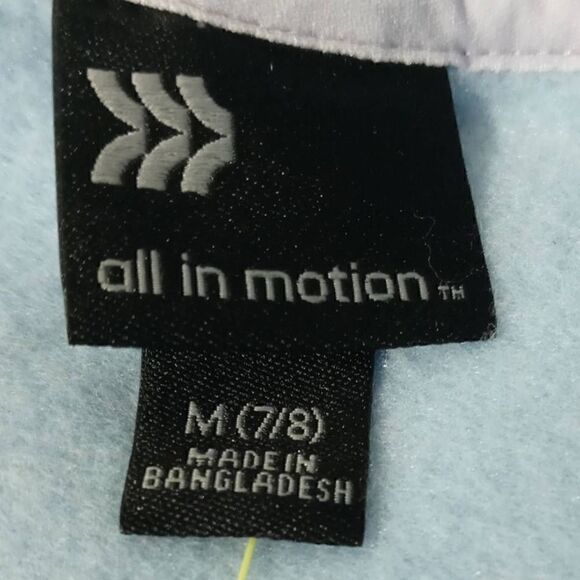 all in motion™
M (7/8)
MADE IN
BANGLADESH